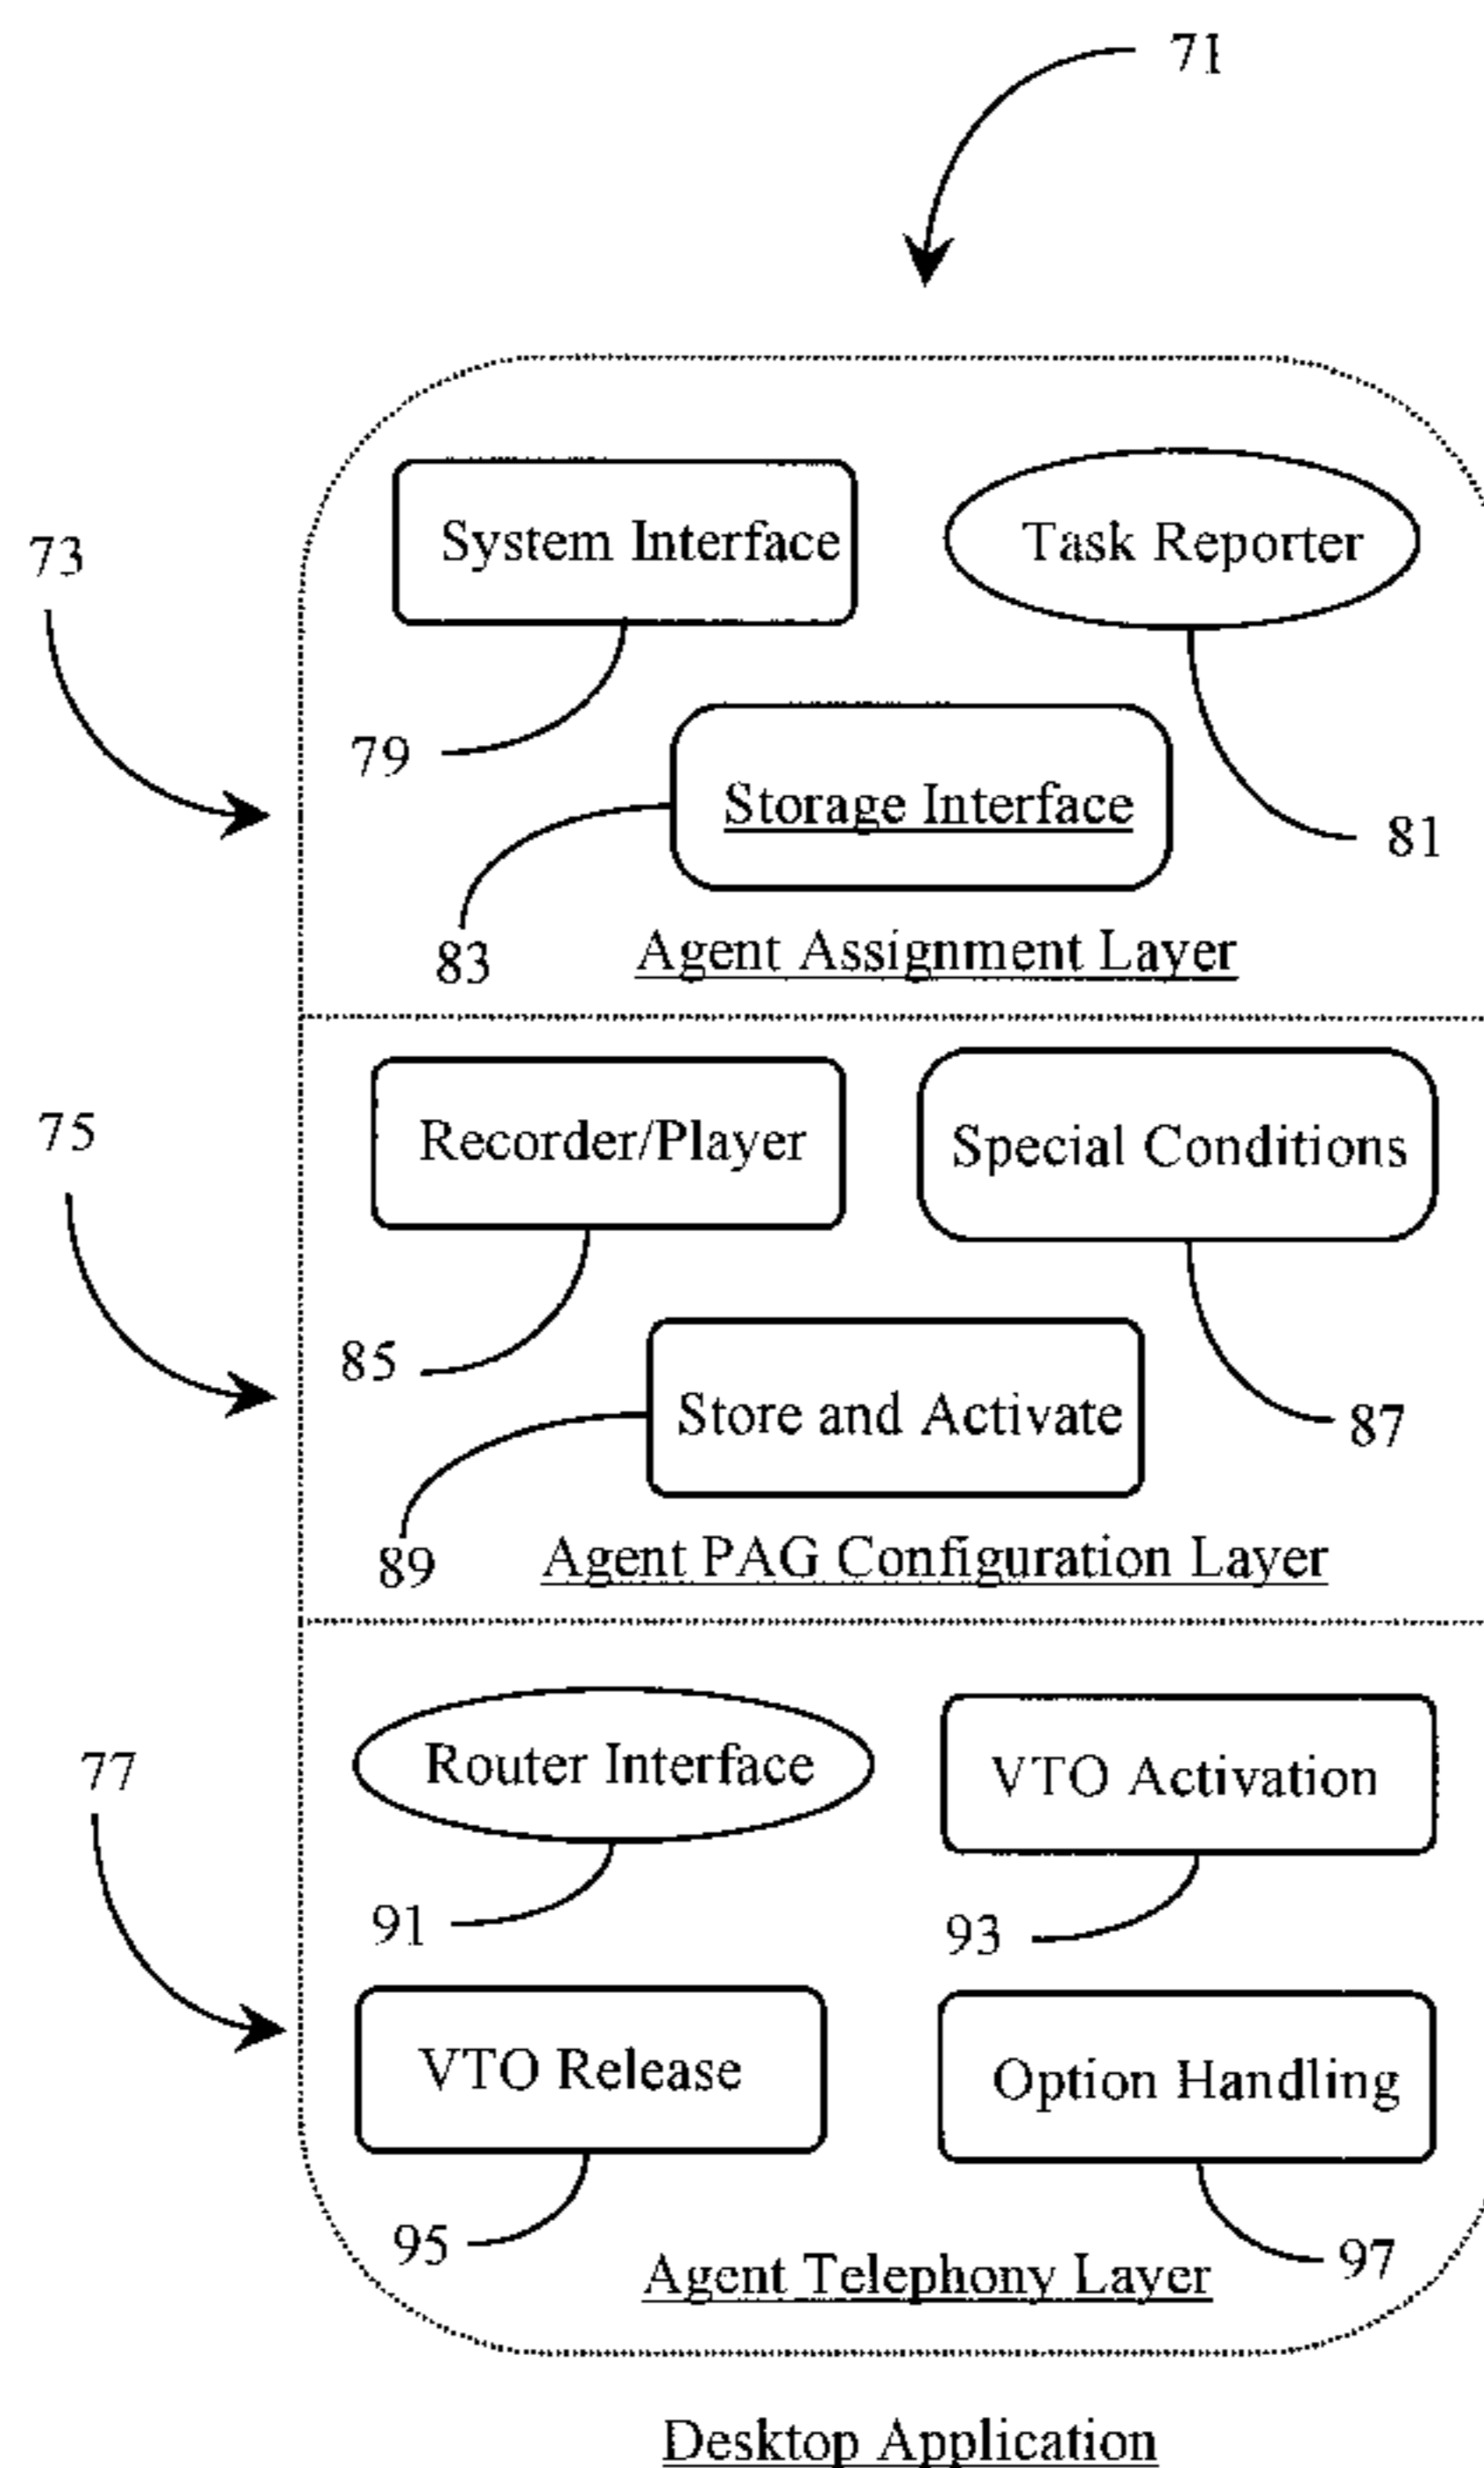 71
System Interface
Task Reporter
73
79
Storage Interface
81
83
Agent Assignment Layer
Recorder/Player
Special Conditions
75
85
Store and Activate
87
89
Agent PAG Configuration Layer
Router Interface
VTO Activation
77
91
93
VTO Release
Option Handling
95
97
Agent Telephony Layer
Desktop Application